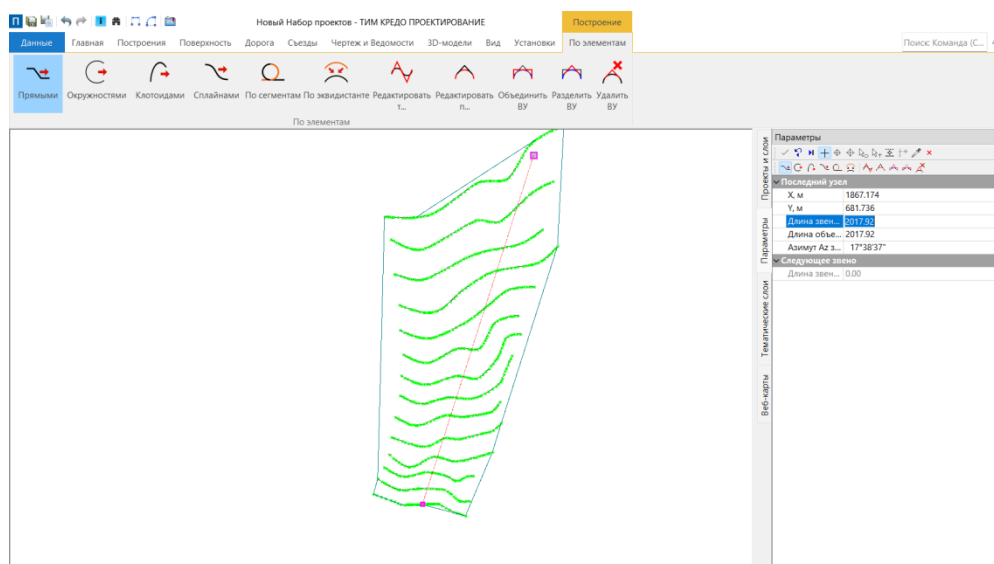 Новый Набор проектов - ТИМ КРЕДО ПРОЕКТИРОВАНИЕ
Построение
Данные Главная Построения Поверхность Дорога Съезды Чертеж и Ведомости 3D-модели Вид Установки По элементам
Поиск: Команда (С...
Прямыми Окружностями Клотоидами Сплайнами По сегментам По эквидистанте Редактировать т... Редактировать п... Объединить ВУ Разделить ВУ Удалить ВУ
По элементам
Проекты и слои
Параметры
Тематические слои
Веб-карты
Параметры
Последний узел
X, м 1867.174
Y, м 681.736
Длина звен... 2017.92
Длина объе... 2017.92
Азимут Az з... 17°38'37"
Следующее звено
Длина звен... 0.00